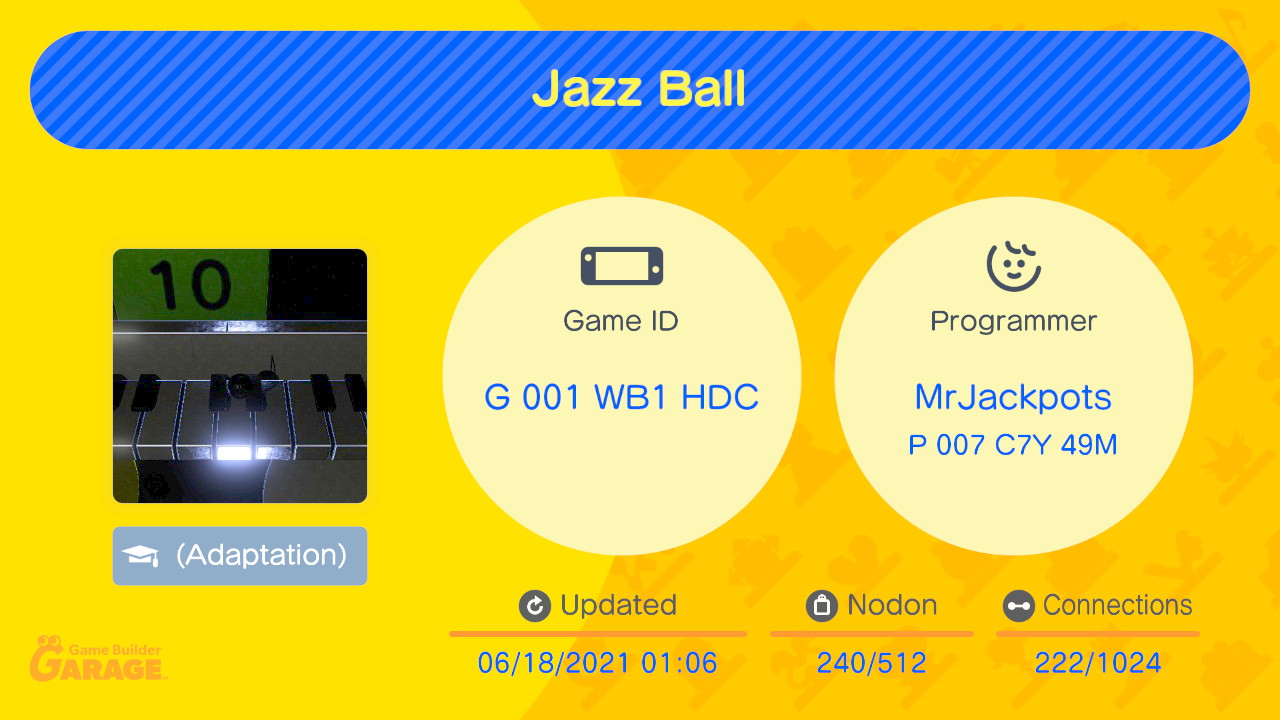 Jazz Ball
10
(Adaptation)
Game ID
G 001 WB1 HDC
Programmer
MrJackpots
P 007 C7Y 49M
Updated
06/18/2021 01:06
Nodon
240/512
Connections
222/1024
Game Builder
GARAGE